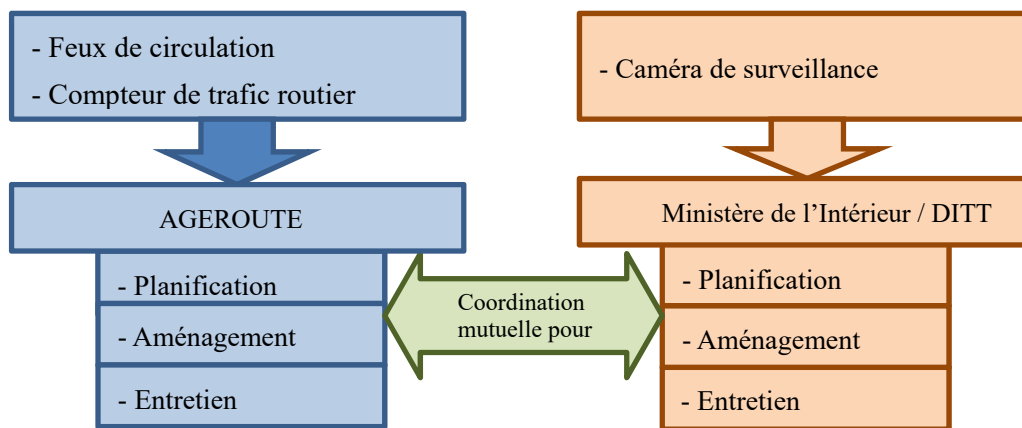 - Feux de circulation
- Compteur de trafic routier
- Caméra de surveillance
AGEROUTE
Ministère de l’Intérieur / DITT
- Planification
- Aménagement
- Entretien
Coordination
mutuelle pour
- Planification
- Aménagement
- Entretien